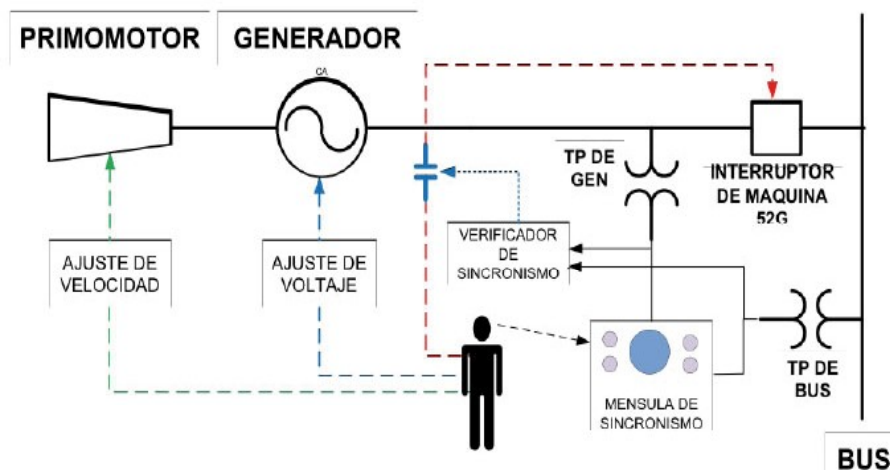 PRIMOMOTOR
GENERADOR
CA
TP DE
GEN
INTERRUPTOR
DE MAQUINA
52G
VERIFICADOR
DE
SINCRONISMO
AJUSTE DE
VELOCIDAD
AJUSTE DE
VOLTAJE
TP DE
BUS
MENSULA DE
SINCRONISMO
BUS